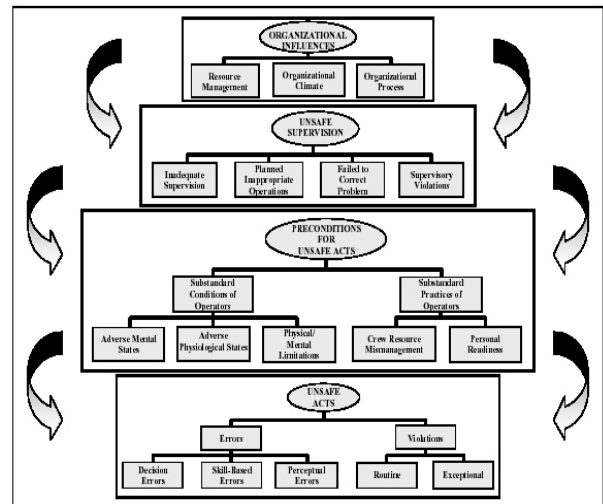 ORGANIZATIONAL
INFLUENCES
Resource
Management
Organizational
Climate
Organizational
Process
UNSAFE
SUPERVISION
Inadequate
Supervision
Planned
Inappropriate
Operations
Failed to
Correct
Problem
Supervisory
Violations
PRECONDITIONS
FOR
UNSAFE ACTS
Substandard
Conditions of
Operators
Substandard
Practices of
Operators
Adverse Mental
States
Adverse
Physiological States
Physical/
Mental
Limitations
Crew Resource
Mismanagement
Personal
Readiness
UNSAFE
ACTS
Errors
Violations
Decision
Errors
Skill-Based
Errors
Perceptual
Errors
Routine
Exceptional